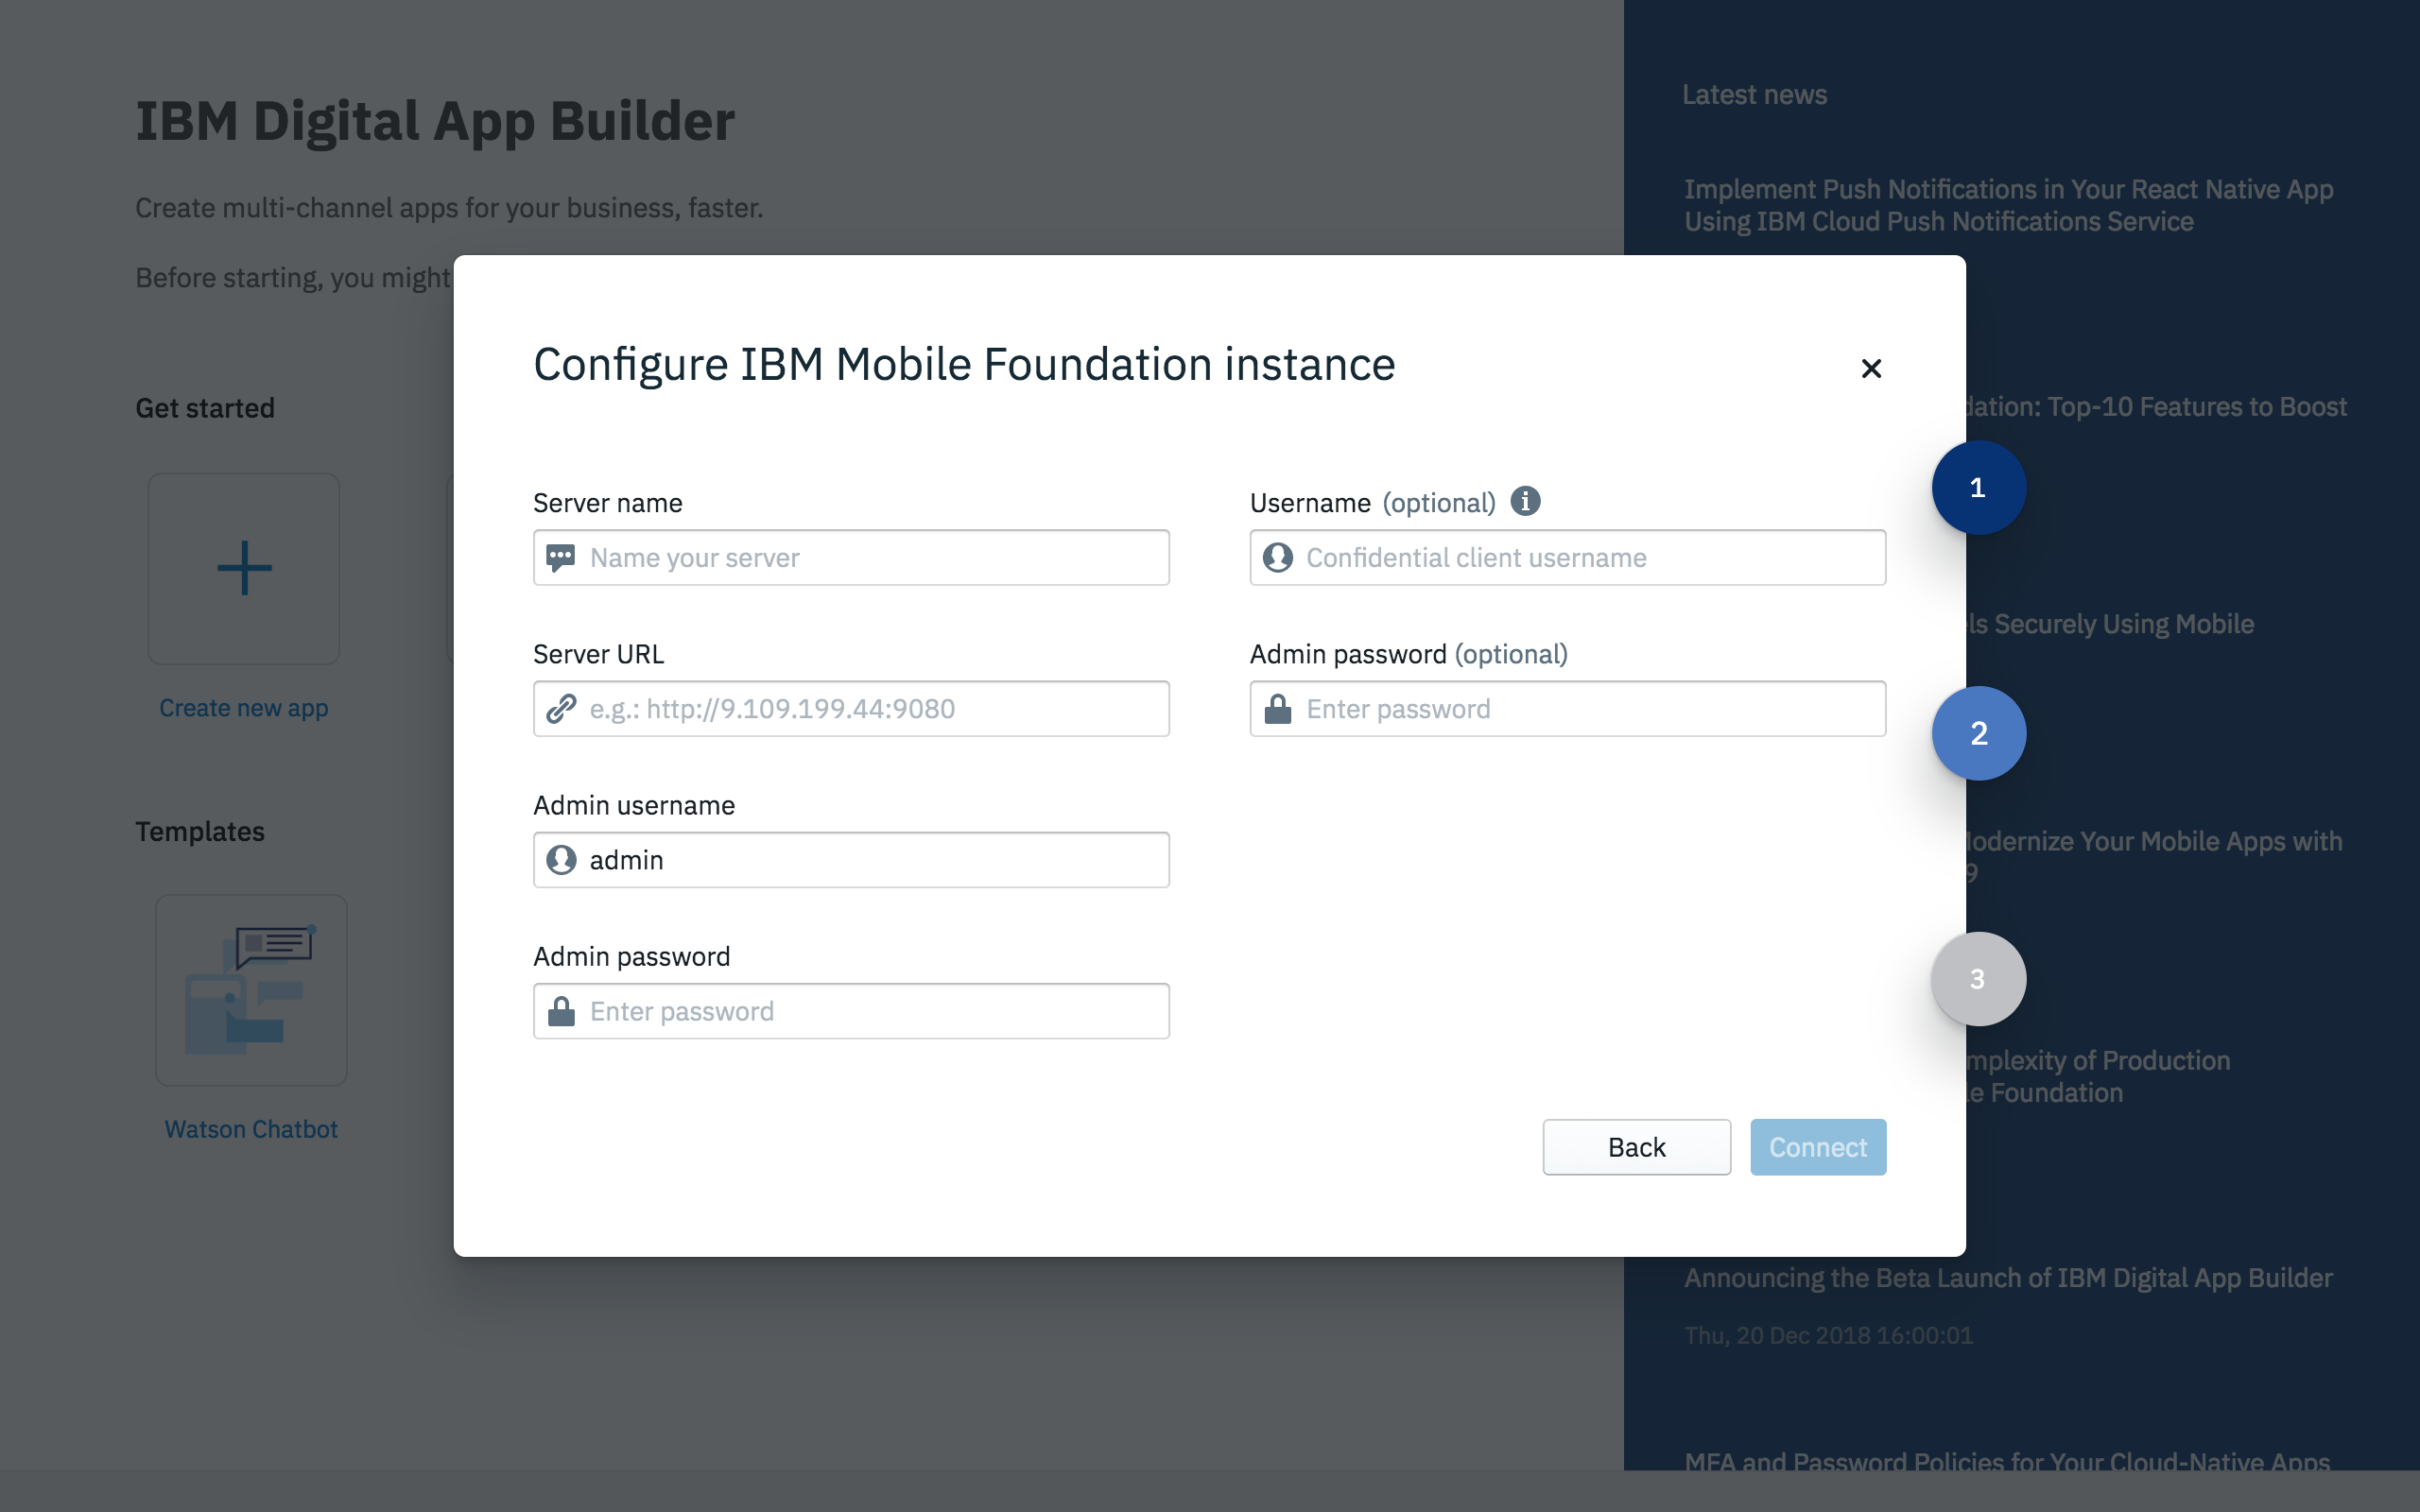 IBM Digital App Builder
Create multi-channel apps for your business, faster.
Before starting, you might
Get started
Create new app
Templates
Watson Chatbot
Configure IBM Mobile Foundation instance
Server name
Name your server
Server URL
e.g.: http://9.109.199.44:9080
Admin username
admin
Admin password
Enter password
Username (optional)
Confidential client username
Admin password (optional)
Enter password
Back
Connect
1
2
3
Latest news
Implement Push Notifications in Your React Native App
Using IBM Cloud Push Notifications Service
dation: Top-10 Features to Boost
ls Securely Using Mobile
odernize Your Mobile Apps with
9
mplexity of Production
le Foundation
Announcing the Beta Launch of IBM Digital App Builder
Thu, 20 Dec 2018 16:00:01
MFA and Password Policies for Your Cloud-Native Apps